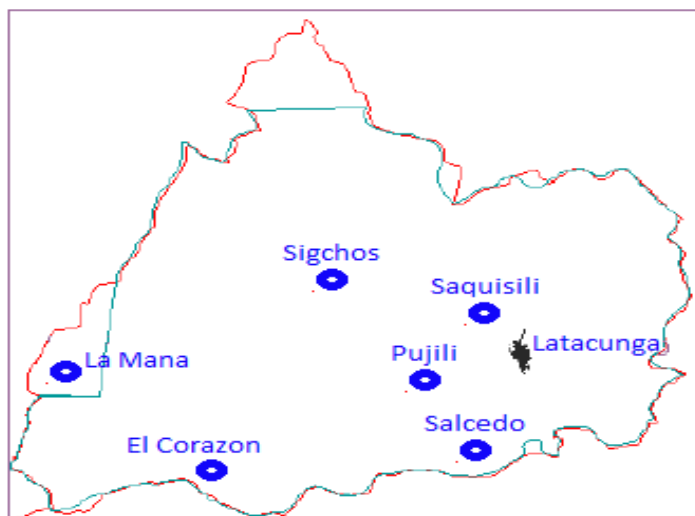 Sigchos
Saquisili
Latacunga
La Mana
Pujili
Salcedo
El Corazon